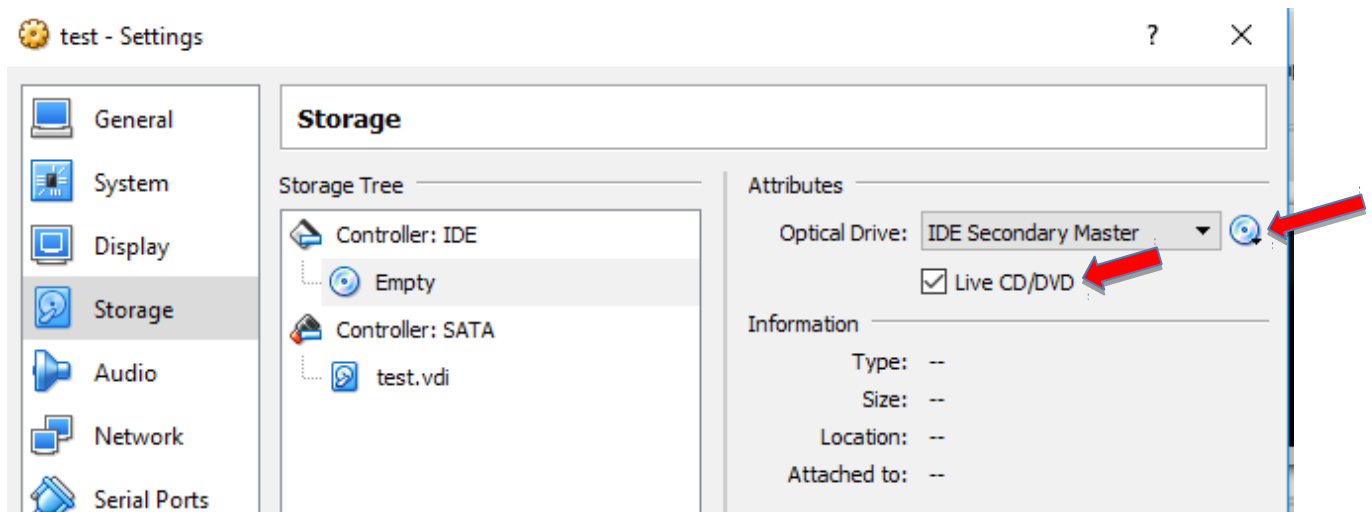 test - Settings
?
General
System
Display
Storage
Audio
Network
Serial Ports
Storage
Storage Tree
Controller: IDE
Empty
Controller: SATA
test.vdi
Attributes
Optical Drive: IDE Secondary Master
Live CD/DVD
Information
Type: --
Size: --
Location: --
Attached to: --